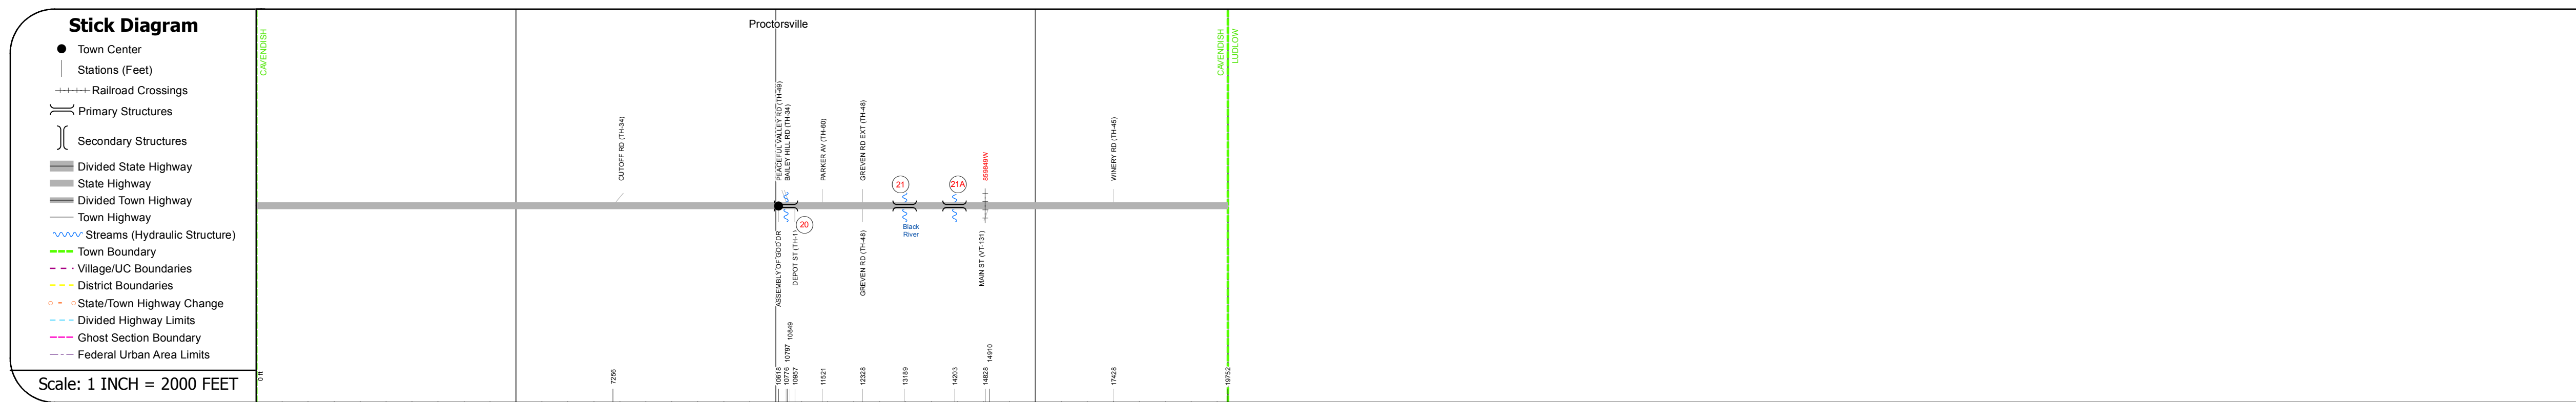 Stick Diagram
Town Center
Stations (Feet)
Railroad Crossings
Primary Structures
Secondary Structures
Divided State Highway
State Highway
Divided Town Highway
Town Highway
Streams (Hydraulic Structure)
Town Boundary
Village/UC Boundaries
District Boundaries
State/Town Highway Change
Divided Highway Limits
Ghost Section Boundary
Federal Urban Area Limits
Scale: 1 INCH = 2000 FEET
CAVENDISH
Proctorsville
CAVENDISH
LUDLOW
CUTOFF RD (TH-34)
PEACEFUL VALLEY RD (TH-49)
BAILEY HILL RD (TH-34)
PARKER AV (TH-60)
GREVEN RD EXT (TH-48)
859849W
WINERY RD (TH-45)
21
21A
20
Black
River
ASSEMBLY OF GOD DR
DEPOT ST (TH-1)
GREVEN RD (TH-48)
MAIN ST (VT-131)
0 ft
7256
10618
10776
10797
10849
10957
11521
12328
13189
14203
14828
14910
17428
19752